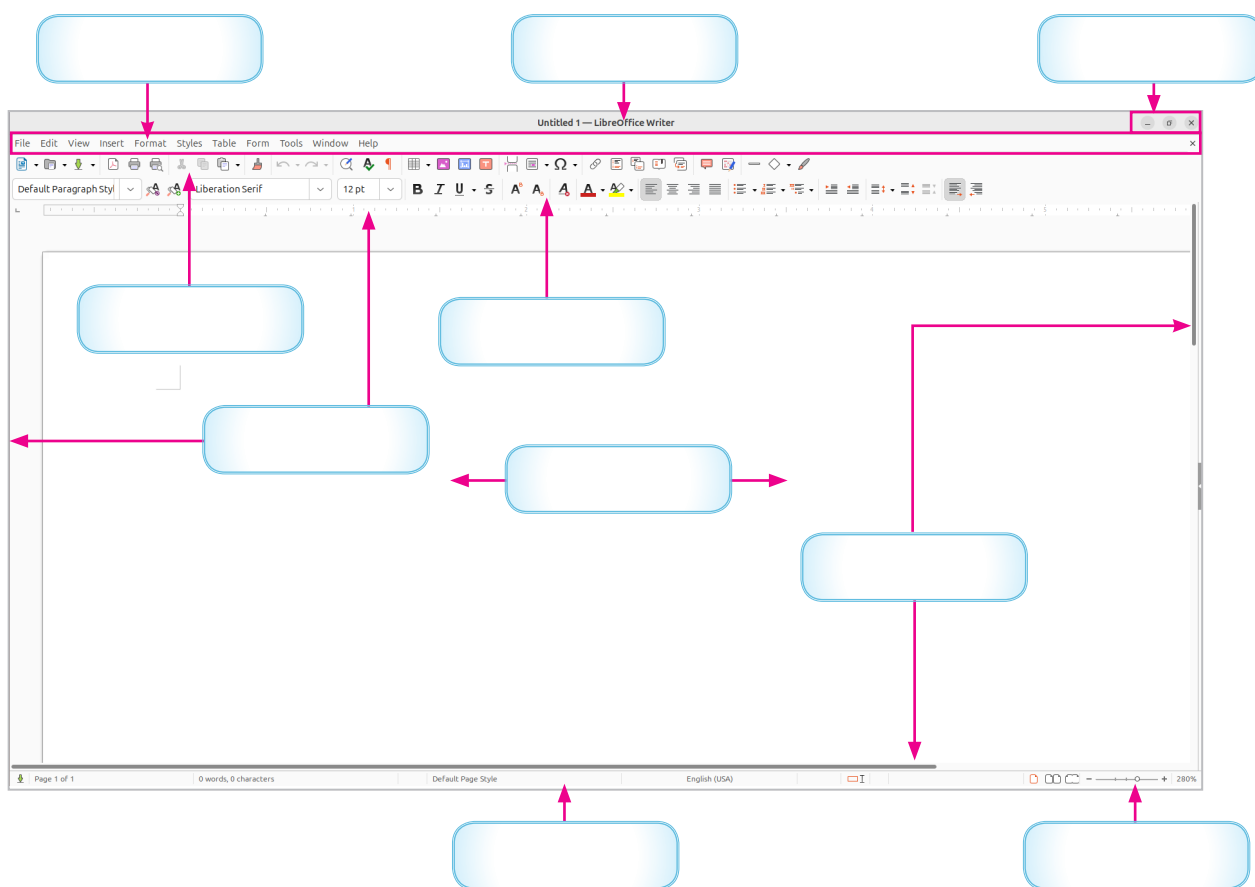 Untitled 1 — LibreOffice Writer
File Edit View Insert Format Styles Table Form Tools Window Help
Default Paragraph Styl Liberation Serif 12 pt B I U S A A A A
Page 1 of 1 0 words, 0 characters Default Page Style English (USA) 280%